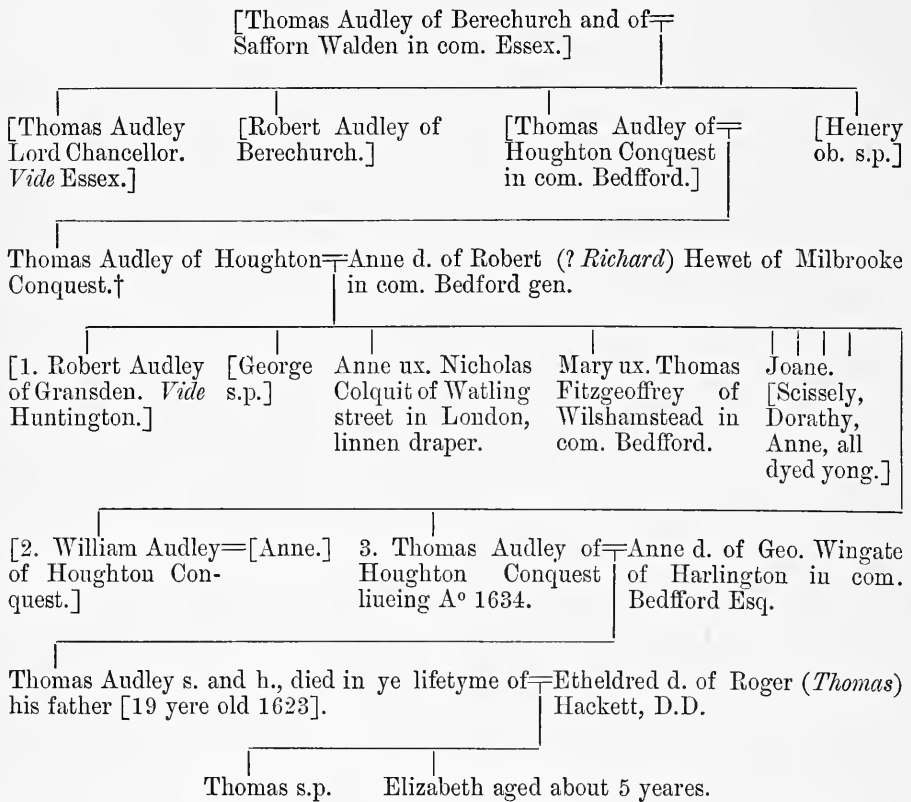 [Thomas Audley of Berechurch and of
Safforn Walden in com. Essex.]
[Thomas Audley
Lord Chancellor.
Vide Essex.]
[Robert Audley of
Berechurch.]
[Thomas Audley of
Houghton Conquest
in com. Bedfford.]
[Henery
ob. s.p.]
Thomas Audley of Houghton
Conquest.†
Anne d. of Robert (? Richard) Hewet of Milbrooke
in com. Bedford gen.
[1. Robert Audley
of Gransden. Vide
Huntington.]
[George
s.p.]
Anne ux. Nicholas
Colquit of Watling
street in London,
linnen draper.
Mary ux. Thomas
Fitzgeoffrey of
Wilshamstead in
com. Bedfford.
Joane.
[Scissely,
Dorathy,
Anne, all
dyed yong.]
[2. William Audley=[Anne.]
of Houghton Con-
quest.]
3. Thomas Audley of
Houghton Conquest
liueing Aº 1634.
Anne d. of Geo. Wingate
of Harlington in com.
Bedfford Esq.
Thomas Audley s. and h., died in ye lifetyme of
his father [19 yere old 1623].
Etheldred d. of Roger (Thomas)
Hackett, D.D.
Thomas s.p.
Elizabeth aged about 5 yeares.